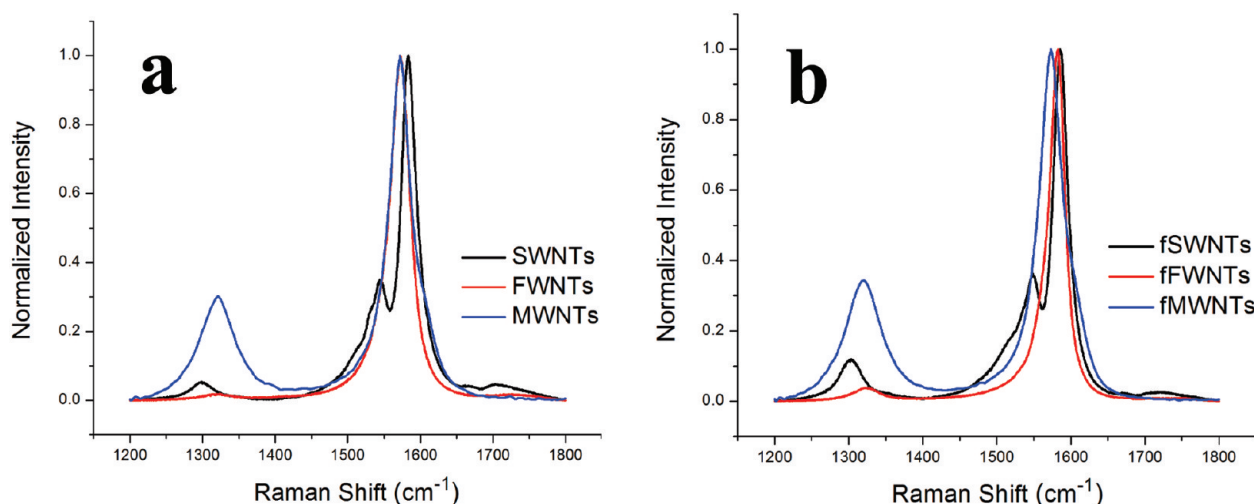 a
Normalized Intensity
1.0
0.8
0.6
0.4
0.2
0.0
SWNTs
FWNTs
MWNTs
1200 1300 1400 1500 1600 1700 1800
Raman Shift (cm⁻¹)
b
Normalized Intensity
1.0
0.8
0.6
0.4
0.2
0.0
fSWNTs
fFWNTs
fMWNTs
1200 1300 1400 1500 1600 1700 1800
Raman Shift (cm⁻¹)